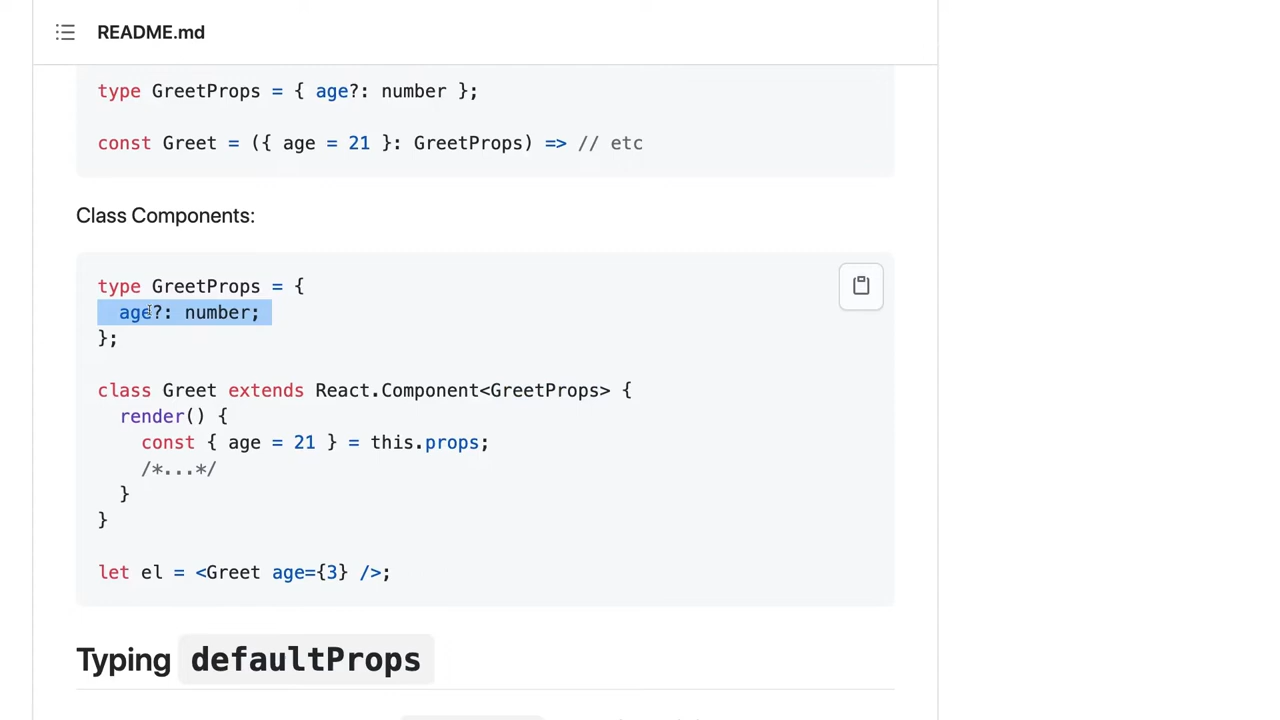 README.md
type GreetProps = { age?: number };
const Greet = ({ age = 21 }: GreetProps) => // etc
Class Components:
type GreetProps = {
age?: number;
};
class Greet extends React.Component<GreetProps> {
render() {
const { age = 21 } = this.props;
/*...*/
}
}
let el = <Greet age={3} />;
Typing defaultProps